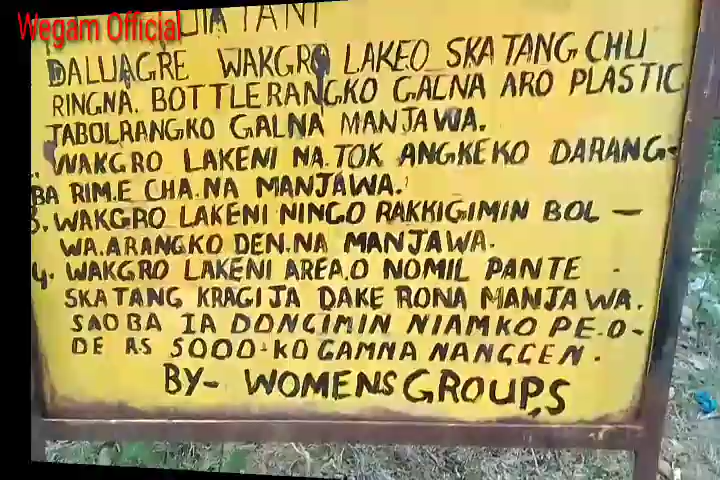 Wegam Official
DALUAGRE WAKGRO LAKEO SKATANG CHU
RINGNA. BOTTLERANGKO GALNA ARO PLASTIC
TABOLRANGKO GALNA MANJAWA.
WAKGRO LAKENI NA.TOK ANGKEKO DARANG-
BA RIM.E CHA.NA MANJAWA.
3. WAKGRO LAKENI NINGO RAKKIGIMIN BOL –
WA.ARANGKO DEN.NA MANJAWA.
4. WAKGRO LAKENI AREA.O NOMIL PANTE
SKATANG KRAGIJA DAKE RONA MANJAWA.
SAOBA IA DONGIMIN NIAMKO PE.O-
DE RS 5000.KO GAMNA NANGGEN.
BY- WOMENS GROUPS